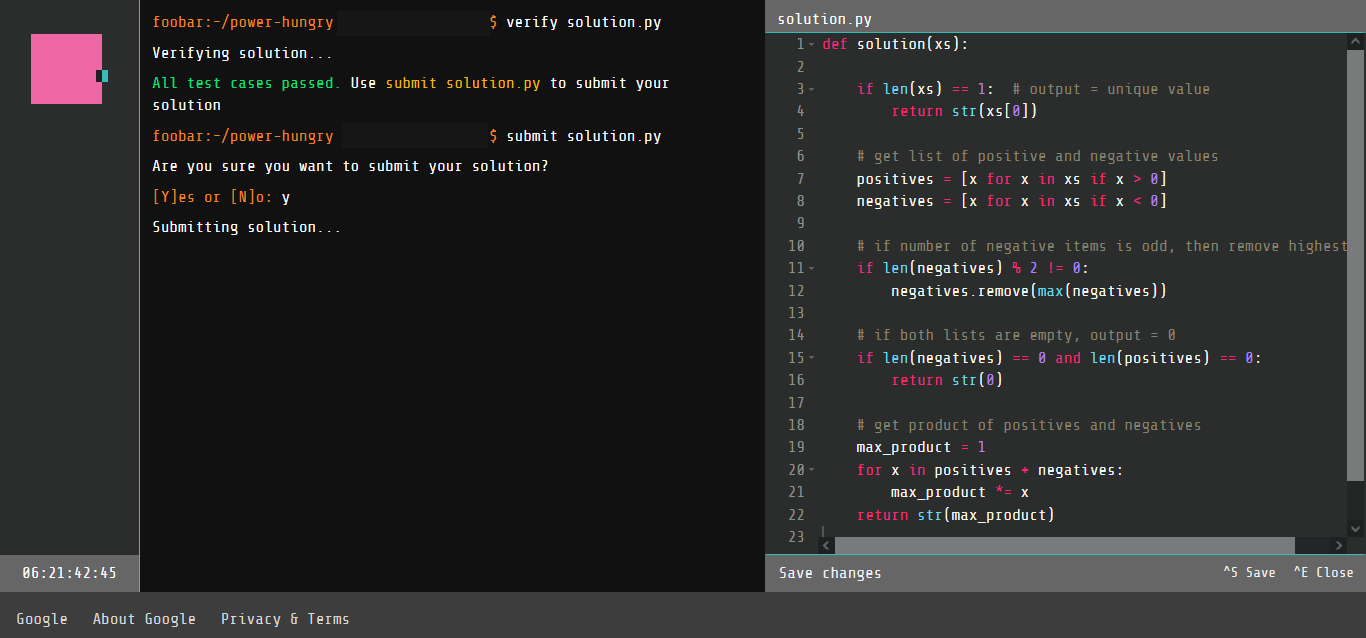 foobar:~/power-hungry $ verify solution.py
Verifying solution...
All test cases passed. Use submit solution.py to submit your
solution
foobar:~/power-hungry $ submit solution.py
Are you sure you want to submit your solution?
[Y]es or [N]o: y
Submitting solution...
06:21:42:45
solution.py
1 def solution(xs):
2
3     if len(xs) == 1:  # output = unique value
4         return str(xs[0])
5
6     # get list of positive and negative values
7     positives = [x for x in xs if x > 0]
8     negatives = [x for x in xs if x < 0]
9
10     # if number of negative items is odd, then remove highest
11     if len(negatives) % 2 != 0:
12         negatives.remove(max(negatives))
13
14     # if both lists are empty, output = 0
15     if len(negatives) == 0 and len(positives) == 0:
16         return str(0)
17
18     # get product of positives and negatives
19     max_product = 1
20     for x in positives + negatives:
21         max_product *= x
22     return str(max_product)
23
Save changes ^S Save ^E Close
Google About Google Privacy & Terms